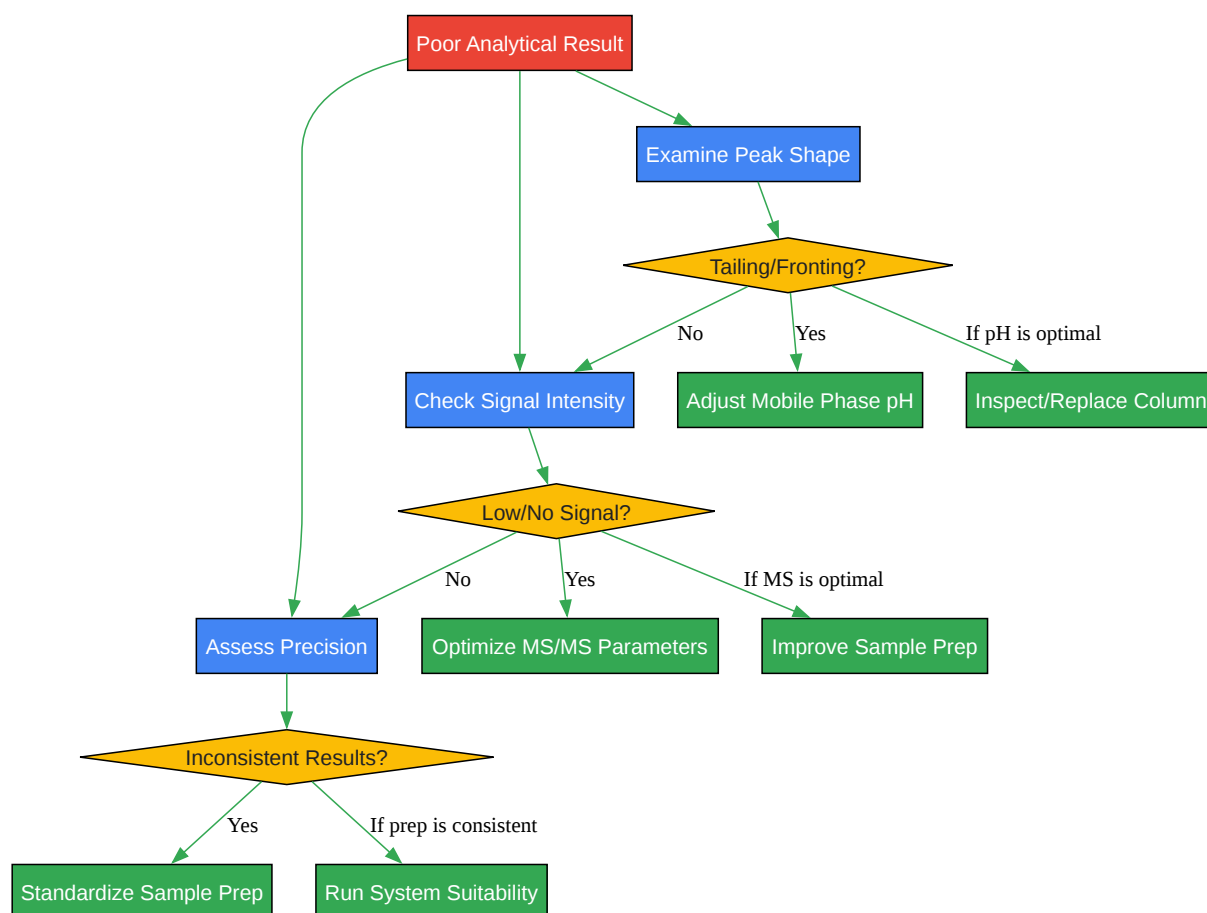 Poor Analytical Result
Examine Peak Shape
Tailing/Fronting?
No
Yes
If pH is optimal
Check Signal Intensity
Adjust Mobile Phase pH
Inspect/Replace Column
Low/No Signal?
No
Yes
If MS is optimal
Assess Precision
Optimize MS/MS Parameters
Improve Sample Prep
Inconsistent Results?
Yes
If prep is consistent
Standardize Sample Prep
Run System Suitability